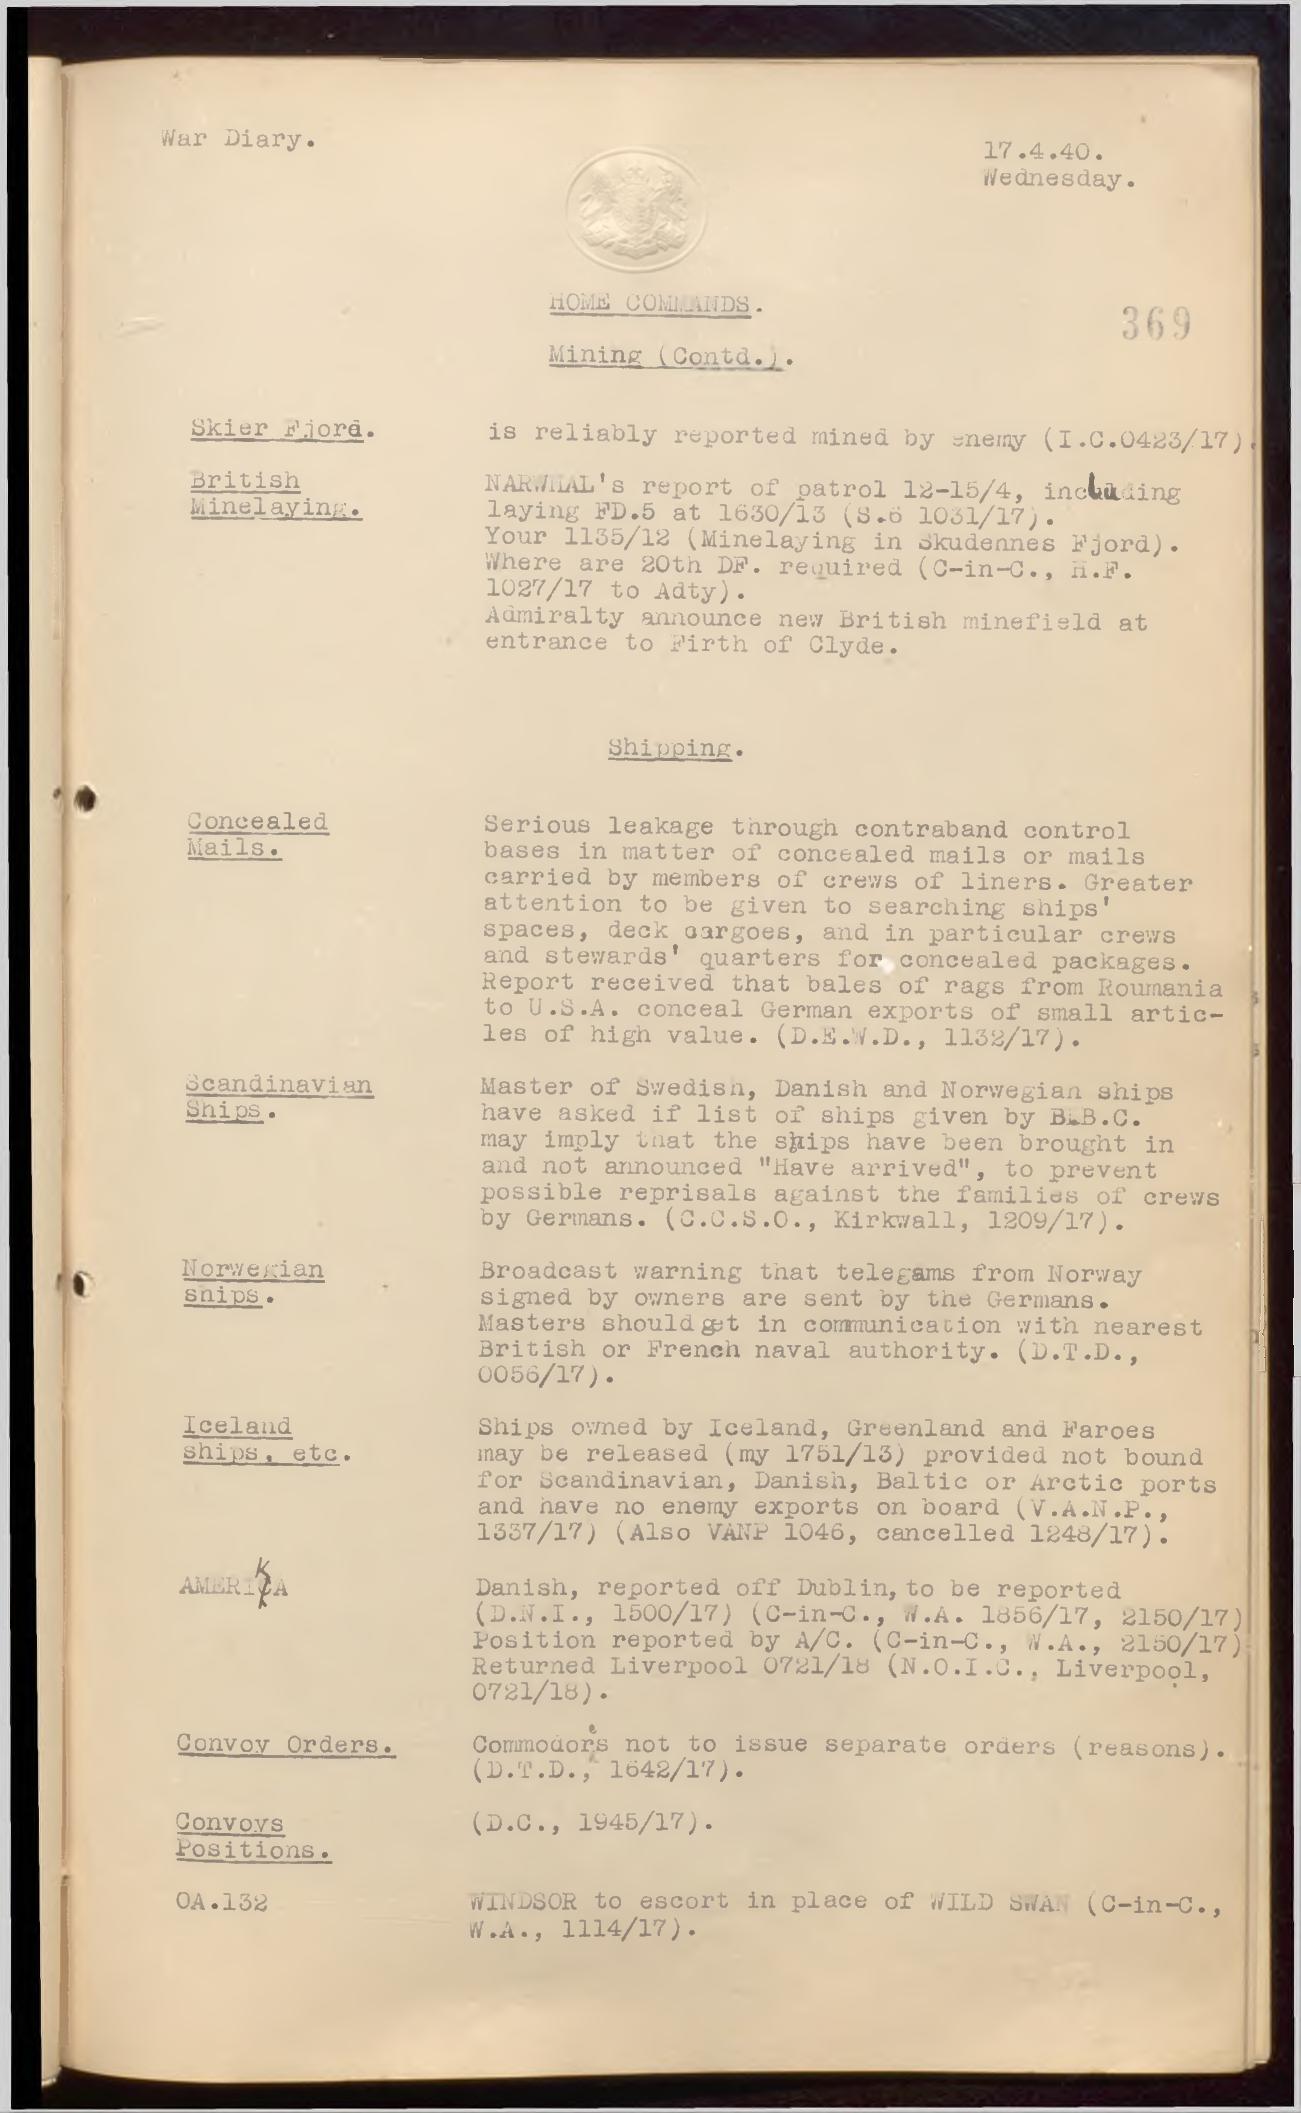 War Diary.
17.4.40.
Wednesday.
HOME COMMANDS.
369
Mining (Contd.).
Skier Fjord.
is reliably reported mined by enemy (I.C.0423/17).
British
Minelaying.
NARWHAL's report of patrol 12-15/4, including
laying FD.5 at 1630/13 (S.6 1031/17).
Your 1135/12 (Minelaying in Skudennes Fjord).
Where are 20th DF. required (C-in-C., H.F.
1027/17 to Adty).
Admiralty announce new British minefield at
entrance to Firth of Clyde.
Shipping.
Concealed
Mails.
Serious leakage through contraband control
bases in matter of concealed mails or mails
carried by members of crews of liners. Greater
attention to be given to searching ships'
spaces, deck cargoes, and in particular crews
and stewards' quarters for concealed packages.
Report received that bales of rags from Roumania
to U.S.A. conceal German exports of small artic-
les of high value. (D.E.W.D., 1132/17).
Scandinavian
Ships.
Master of Swedish, Danish and Norwegian ships
have asked if list of ships given by B.B.C.
may imply that the ships have been brought in
and not announced "Have arrived", to prevent
possible reprisals against the families of crews
by Germans. (C.C.S.O., Kirkwall, 1209/17).
Norwegian
ships.
Broadcast warning that telegams from Norway
signed by owners are sent by the Germans.
Masters should get in communication with nearest
British or French naval authority. (D.T.D.,
0056/17).
Iceland
ships, etc.
Ships owned by Iceland, Greenland and Faroes
may be released (my 1751/13) provided not bound
for Scandinavian, Danish, Baltic or Arctic ports
and have no enemy exports on board (V.A.N.P.,
1337/17) (Also VANP 1046, cancelled 1248/17).
AMERIKA
Danish, reported off Dublin, to be reported
(D.N.I., 1500/17) (C-in-C., W.A. 1856/17, 2150/17)
Position reported by A/C. (C-in-C., W.A., 2150/17)
Returned Liverpool 0721/18 (N.O.I.C., Liverpool,
0721/18).
Convoy Orders.
Commodores not to issue separate orders (reasons).
(D.T.D., 1642/17).
Convoys
Positions.
(D.C., 1945/17).
OA.132
WINDSOR to escort in place of WILD SWAN (C-in-C.,
W.A., 1114/17).